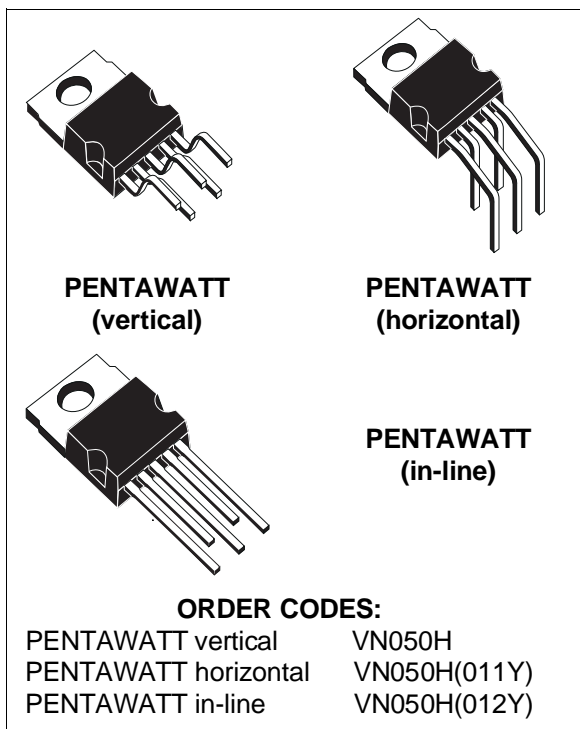 PENTAWATT
(vertical)
PENTAWATT
(horizontal)
PENTAWATT
(in-line)
ORDER CODES:
PENTAWATT vertical VN050H
PENTAWATT horizontal VN050H(011Y)
PENTAWATT in-line VN050H(012Y)